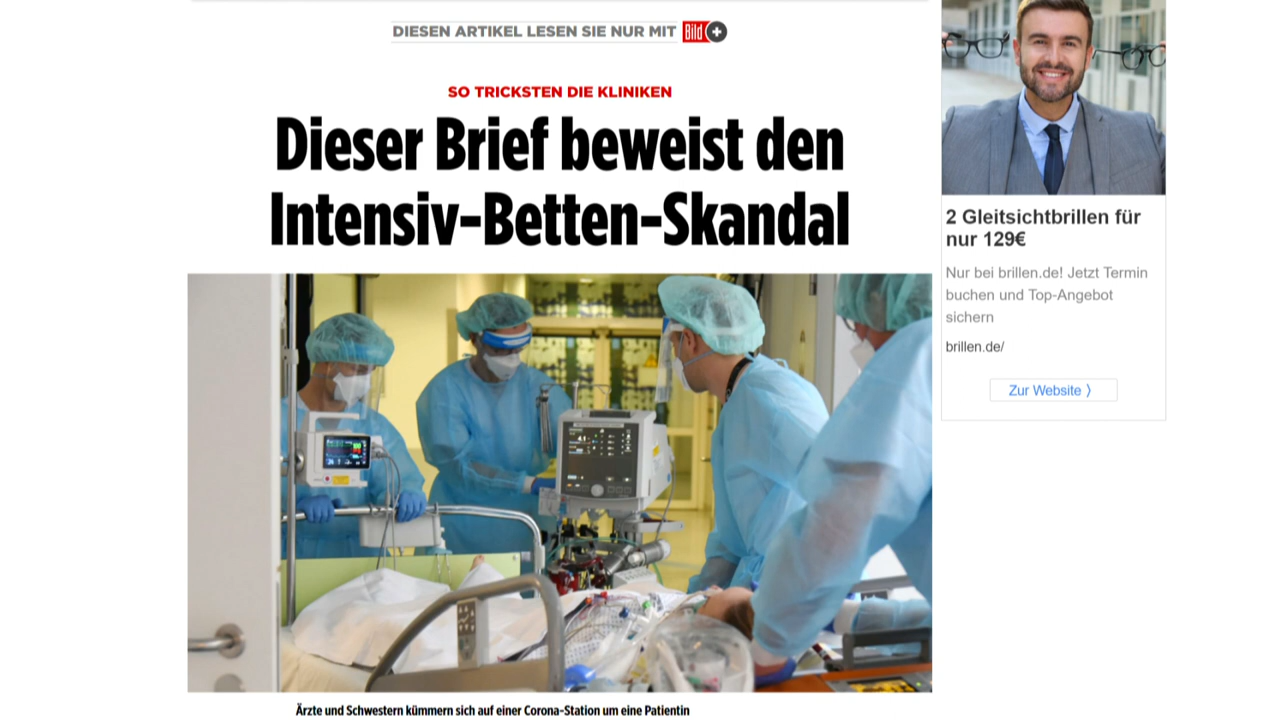 DIESEN ARTIKEL LESEN SIE NUR MIT Bild +
SO TRICKSTEN DIE KLINIKEN
Dieser Brief beweist den
Intensiv-Betten-Skandal
Ärzte und Schwestern kümmern sich auf einer Corona-Station um eine Patientin
2 Gleitsichtbrillen für
nur 129€
Nur bei brillen.de! Jetzt Termin
buchen und Top-Angebot
sichern
brillen.de/
Zur Website ⟩